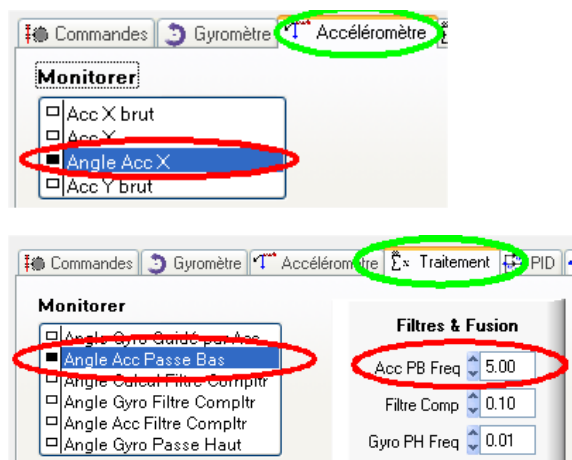 Commandes Gyromètre Accéléromètre
Monitorer
Acc X brut
Acc X
Angle Acc X
Acc Y brut
Commandes Gyromètre Accéléromètre Σx Traitement PID
Monitorer
Angle Gyro Guidé par Acc
Angle Acc Passe Bas
Angle Calcul Filtre Compltr
Angle Gyro Filtre Compltr
Angle Acc Filtre Compltr
Angle Gyro Passe Haut
Filtres & Fusion
Acc PB Freq 5.00
Filtre Comp 0.10
Gyro PH Freq 0.01